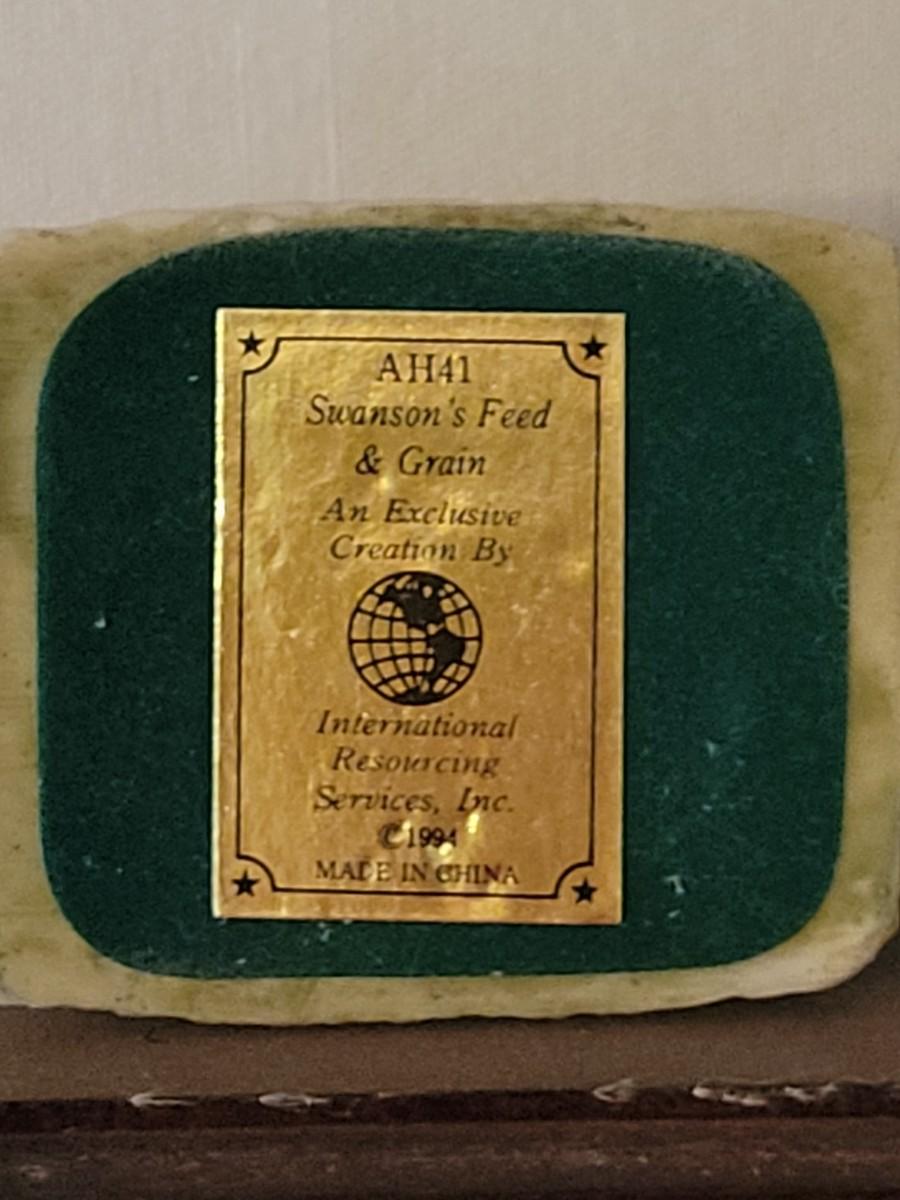 AH41
Swanson's Feed
& Grain
An Exclusive
Creation By
International
Resourcing
Services, Inc.
©1994
MADE IN CHINA